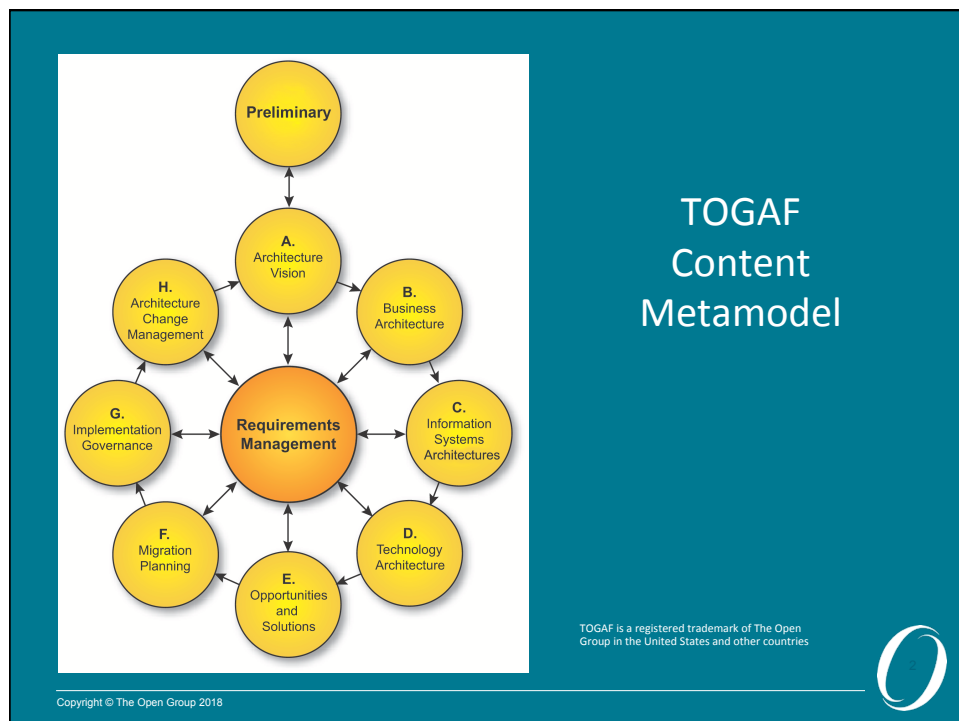 Preliminary
A.
Architecture
Vision
B.
Business
Architecture
C.
Information
Systems
Architectures
D.
Technology
Architecture
E.
Opportunities
and
Solutions
F.
Migration
Planning
G.
Implementation
Governance
H.
Architecture
Change
Management
Requirements
Management
TOGAF
Content
Metamodel
TOGAF is a registered trademark of The Open
Group in the United States and other countries
2
Copyright © The Open Group 2018